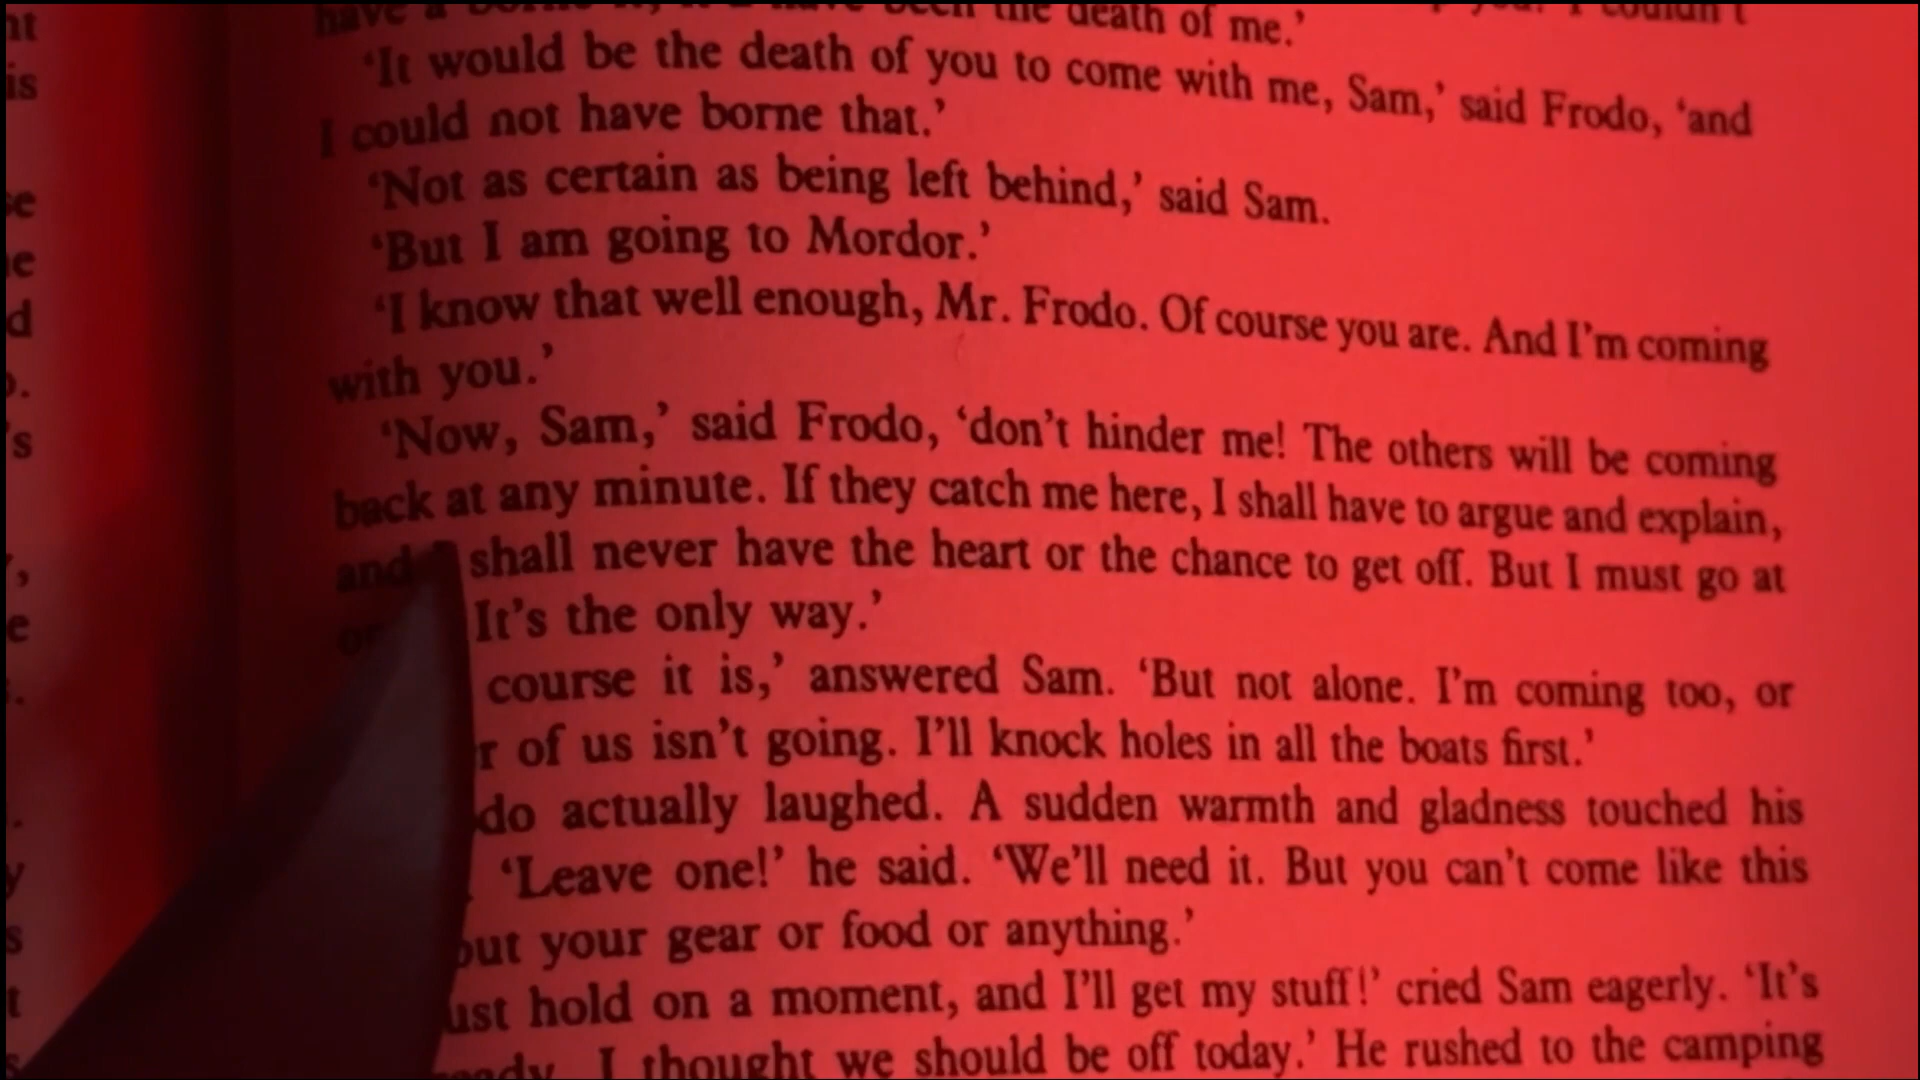 death of me.'
'It would be the death of you to come with me, Sam,' said Frodo, 'and
I could not have borne that.'
'Not as certain as being left behind,' said Sam.
'But I am going to Mordor.'
'I know that well enough, Mr. Frodo. Of course you are. And I'm coming
with you.'
'Now, Sam,' said Frodo, 'don't hinder me! The others will be coming
back at any minute. If they catch me here, I shall have to argue and explain,
and I shall never have the heart or the chance to get off. But I must go at
It's the only way.'
course it is,' answered Sam. 'But not alone. I'm coming too, or
of us isn't going. I'll knock holes in all the boats first.'
do actually laughed. A sudden warmth and gladness touched his
'Leave one!' he said. 'We'll need it. But you can't come like this
out your gear or food or anything.'
ust hold on a moment, and I'll get my stuff!' cried Sam eagerly. 'It's
I thought we should be off today.' He rushed to the camping